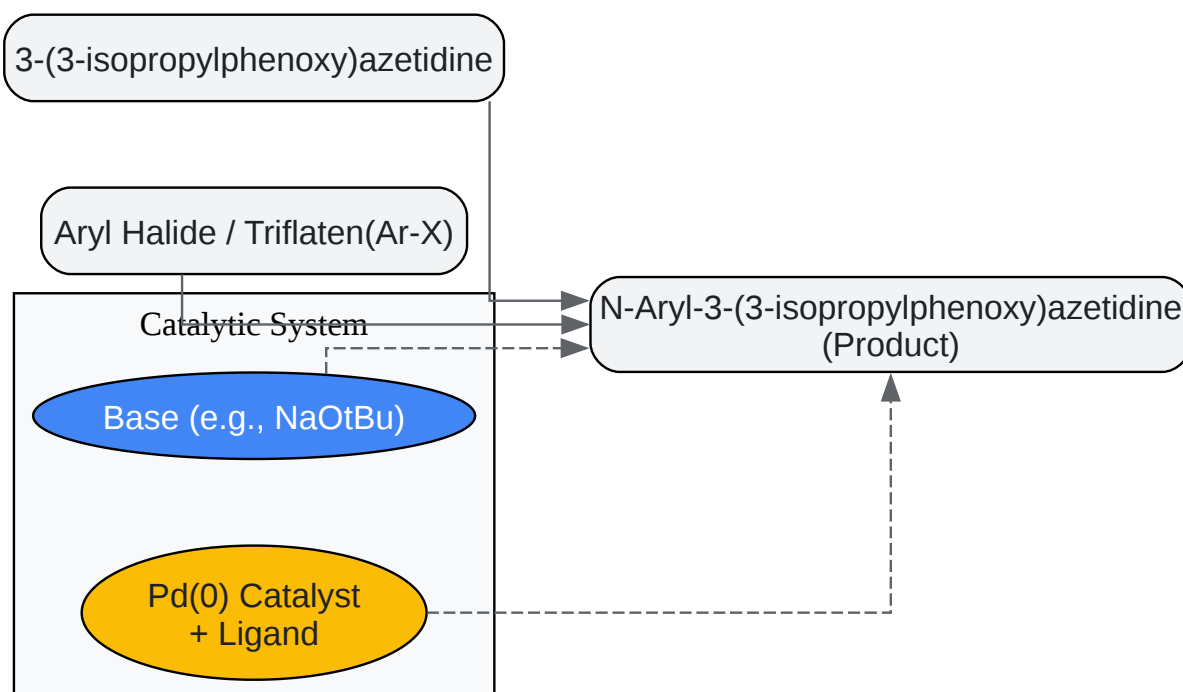 3-(3-isopropylphenoxy)azetidine
Aryl Halide / Triflaten(Ar-X)
Catalytic System
N-Aryl-3-(3-isopropylphenoxy)azetidine
(Product)
Base (e.g., NaOtBu)
Pd(0) Catalyst
+ Ligand